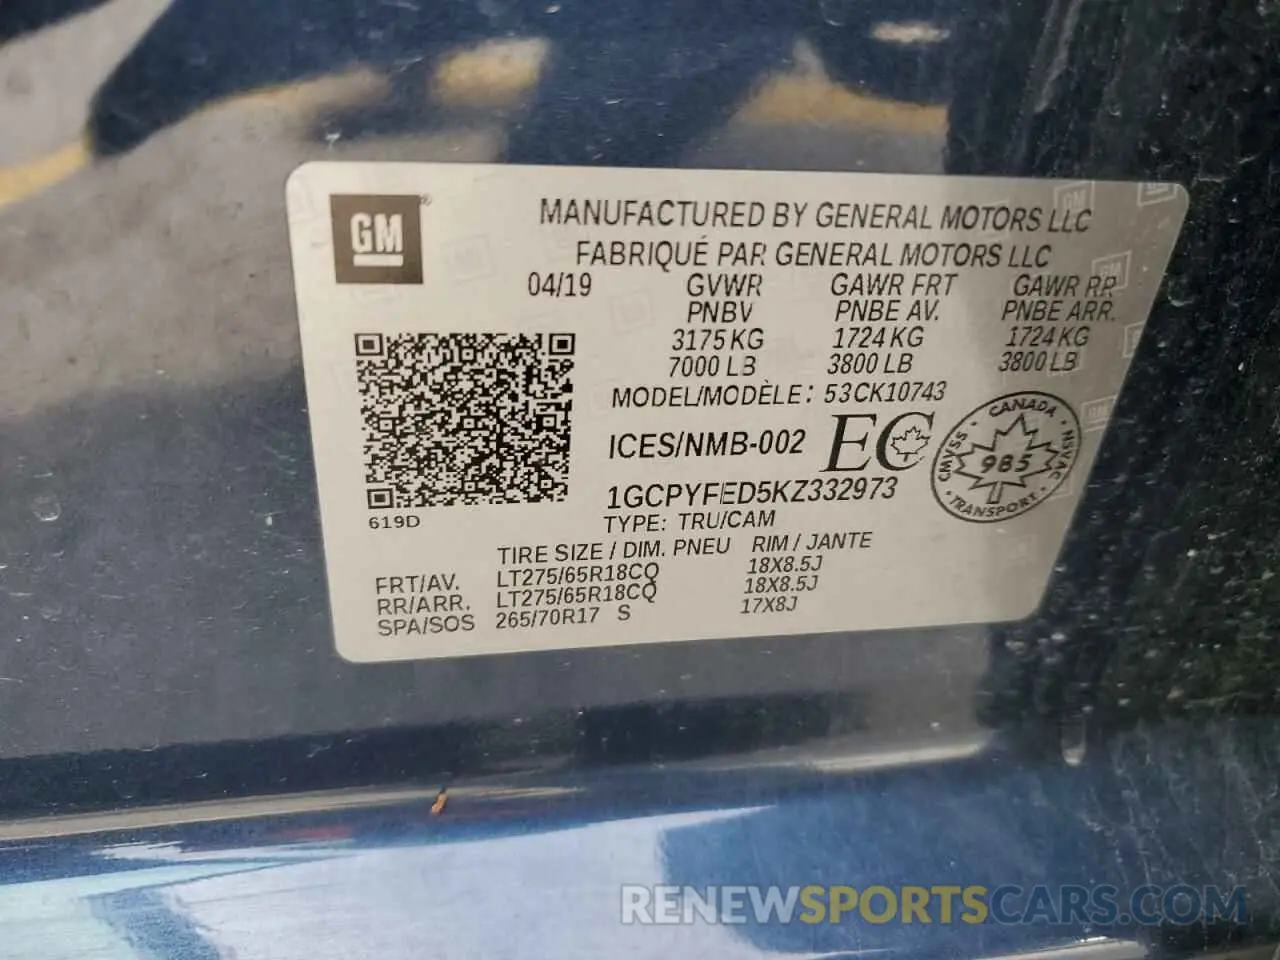 GM®
MANUFACTURED BY GENERAL MOTORS LLC
FABRIQUÉ PAR GENERAL MOTORS LLC
04/19 GVWR GAWR FRT GAWR RR
PNBV PNBE AV. PNBE ARR.
3175 KG 1724 KG 1724 KG
7000 LB 3800 LB 3800 LB
MODEL/MODÈLE: 53CK10743
ICES/NMB-002 EC
CANADA
CMVSS 985 NSVAC
TRANSPORT
1GCPYFED5KZ332973
619D
TYPE: TRU/CAM
TIRE SIZE / DIM. PNEU RIM / JANTE
FRT/AV. LT275/65R18CQ 18X8.5J
RR/ARR. LT275/65R18CQ 18X8.5J
SPA/SOS 265/70R17 S 17X8J
RENEWSPORTSCARS.COM